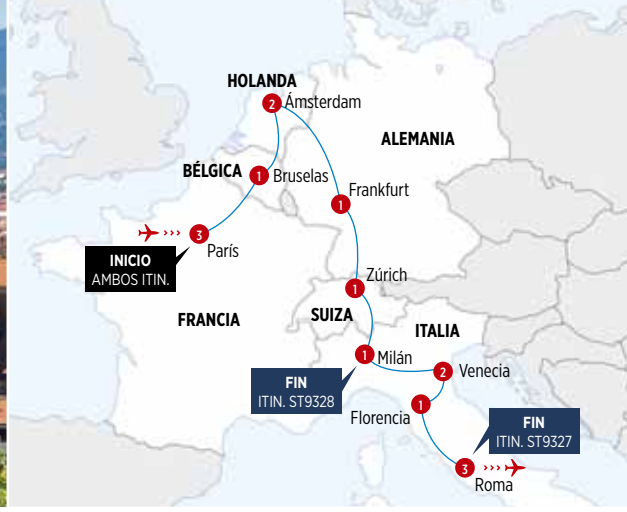 HOLANDA
2 Ámsterdam
ALEMANIA
BÉLGICA
1 Bruselas
1 Frankfurt
3 París
INICIO
AMBOS ITIN.
1 Zúrich
FRANCIA
SUIZA
ITALIA
1 Milán
2 Venecia
FIN
ITIN. ST9328
1 Florencia
FIN
ITIN. ST9327
3 Roma